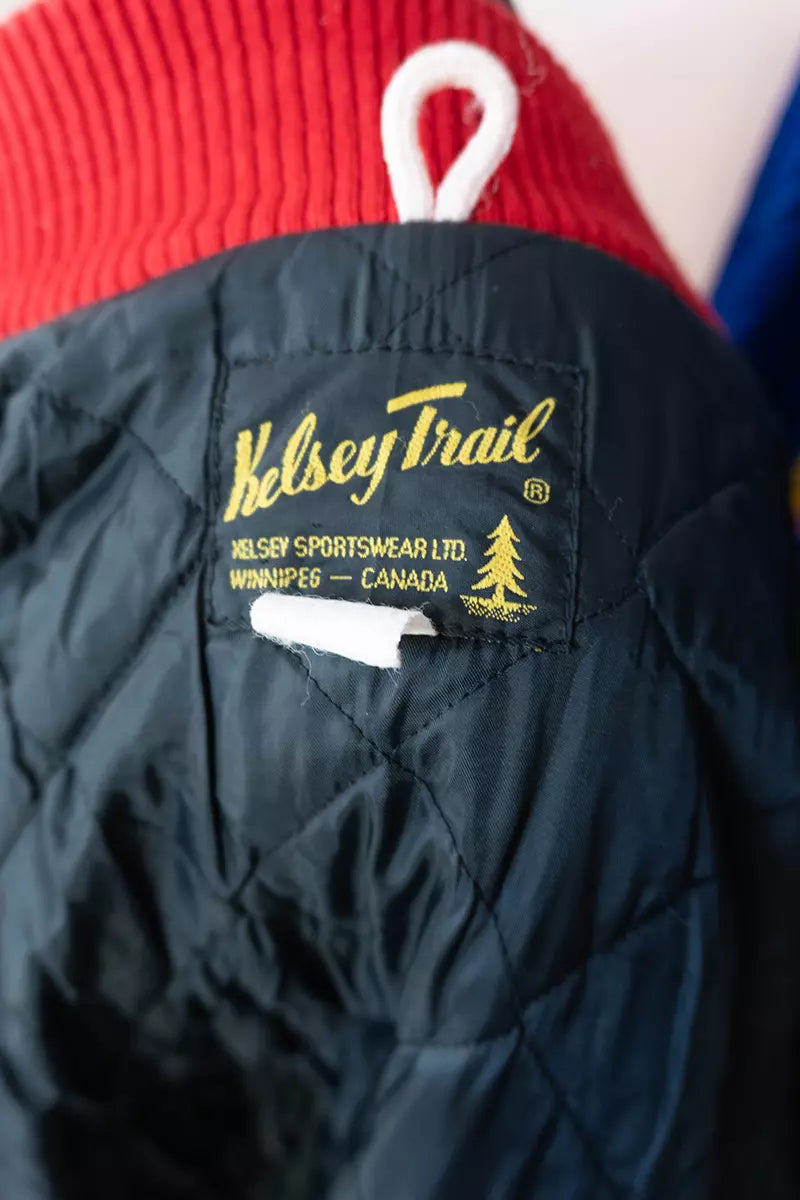 Kelsey Trail
®
KELSEY SPORTSWEAR LTD.
WINNIPEG — CANADA